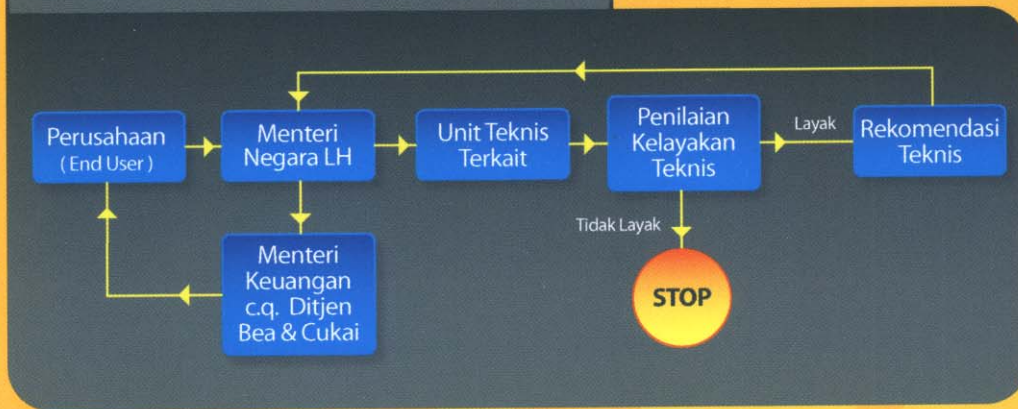 Perusahaan
( End User )
Menteri
Negara LH
Unit Teknis
Terkait
Penilaian
Kelayakan
Teknis
Layak
Rekomendasi
Teknis
Tidak Layak
STOP
Menteri
Keuangan
c.q. Ditjen
Bea & Cukai